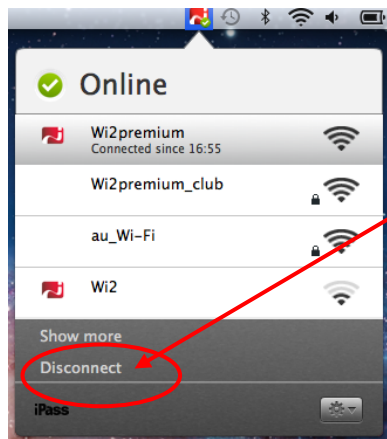 Online
Wi2premium
Connected since 16:55
Wi2premium_club
au_Wi-Fi
Wi2
Show more
Disconnect
iPass